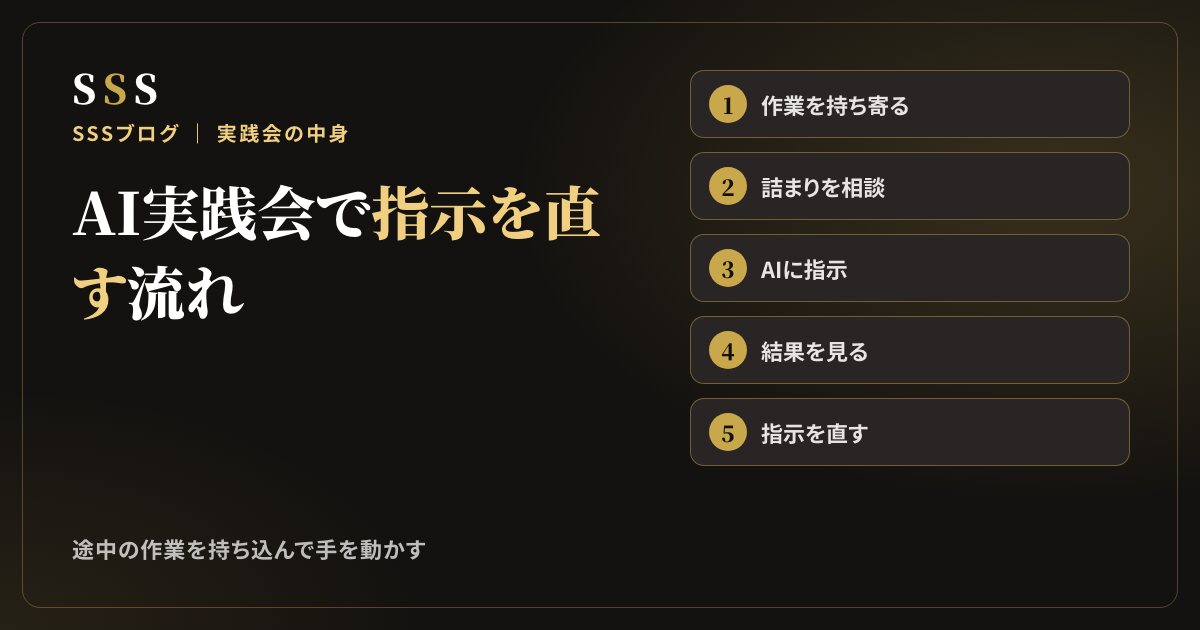 SSS
SSSブログ ｜ 実践会の中身
AI実践会で指示を直
す流れ
途中の作業を持ち込んで手を動かす
1 作業を持ち寄る
2 詰まりを相談
3 AIに指示
4 結果を見る
5 指示を直す